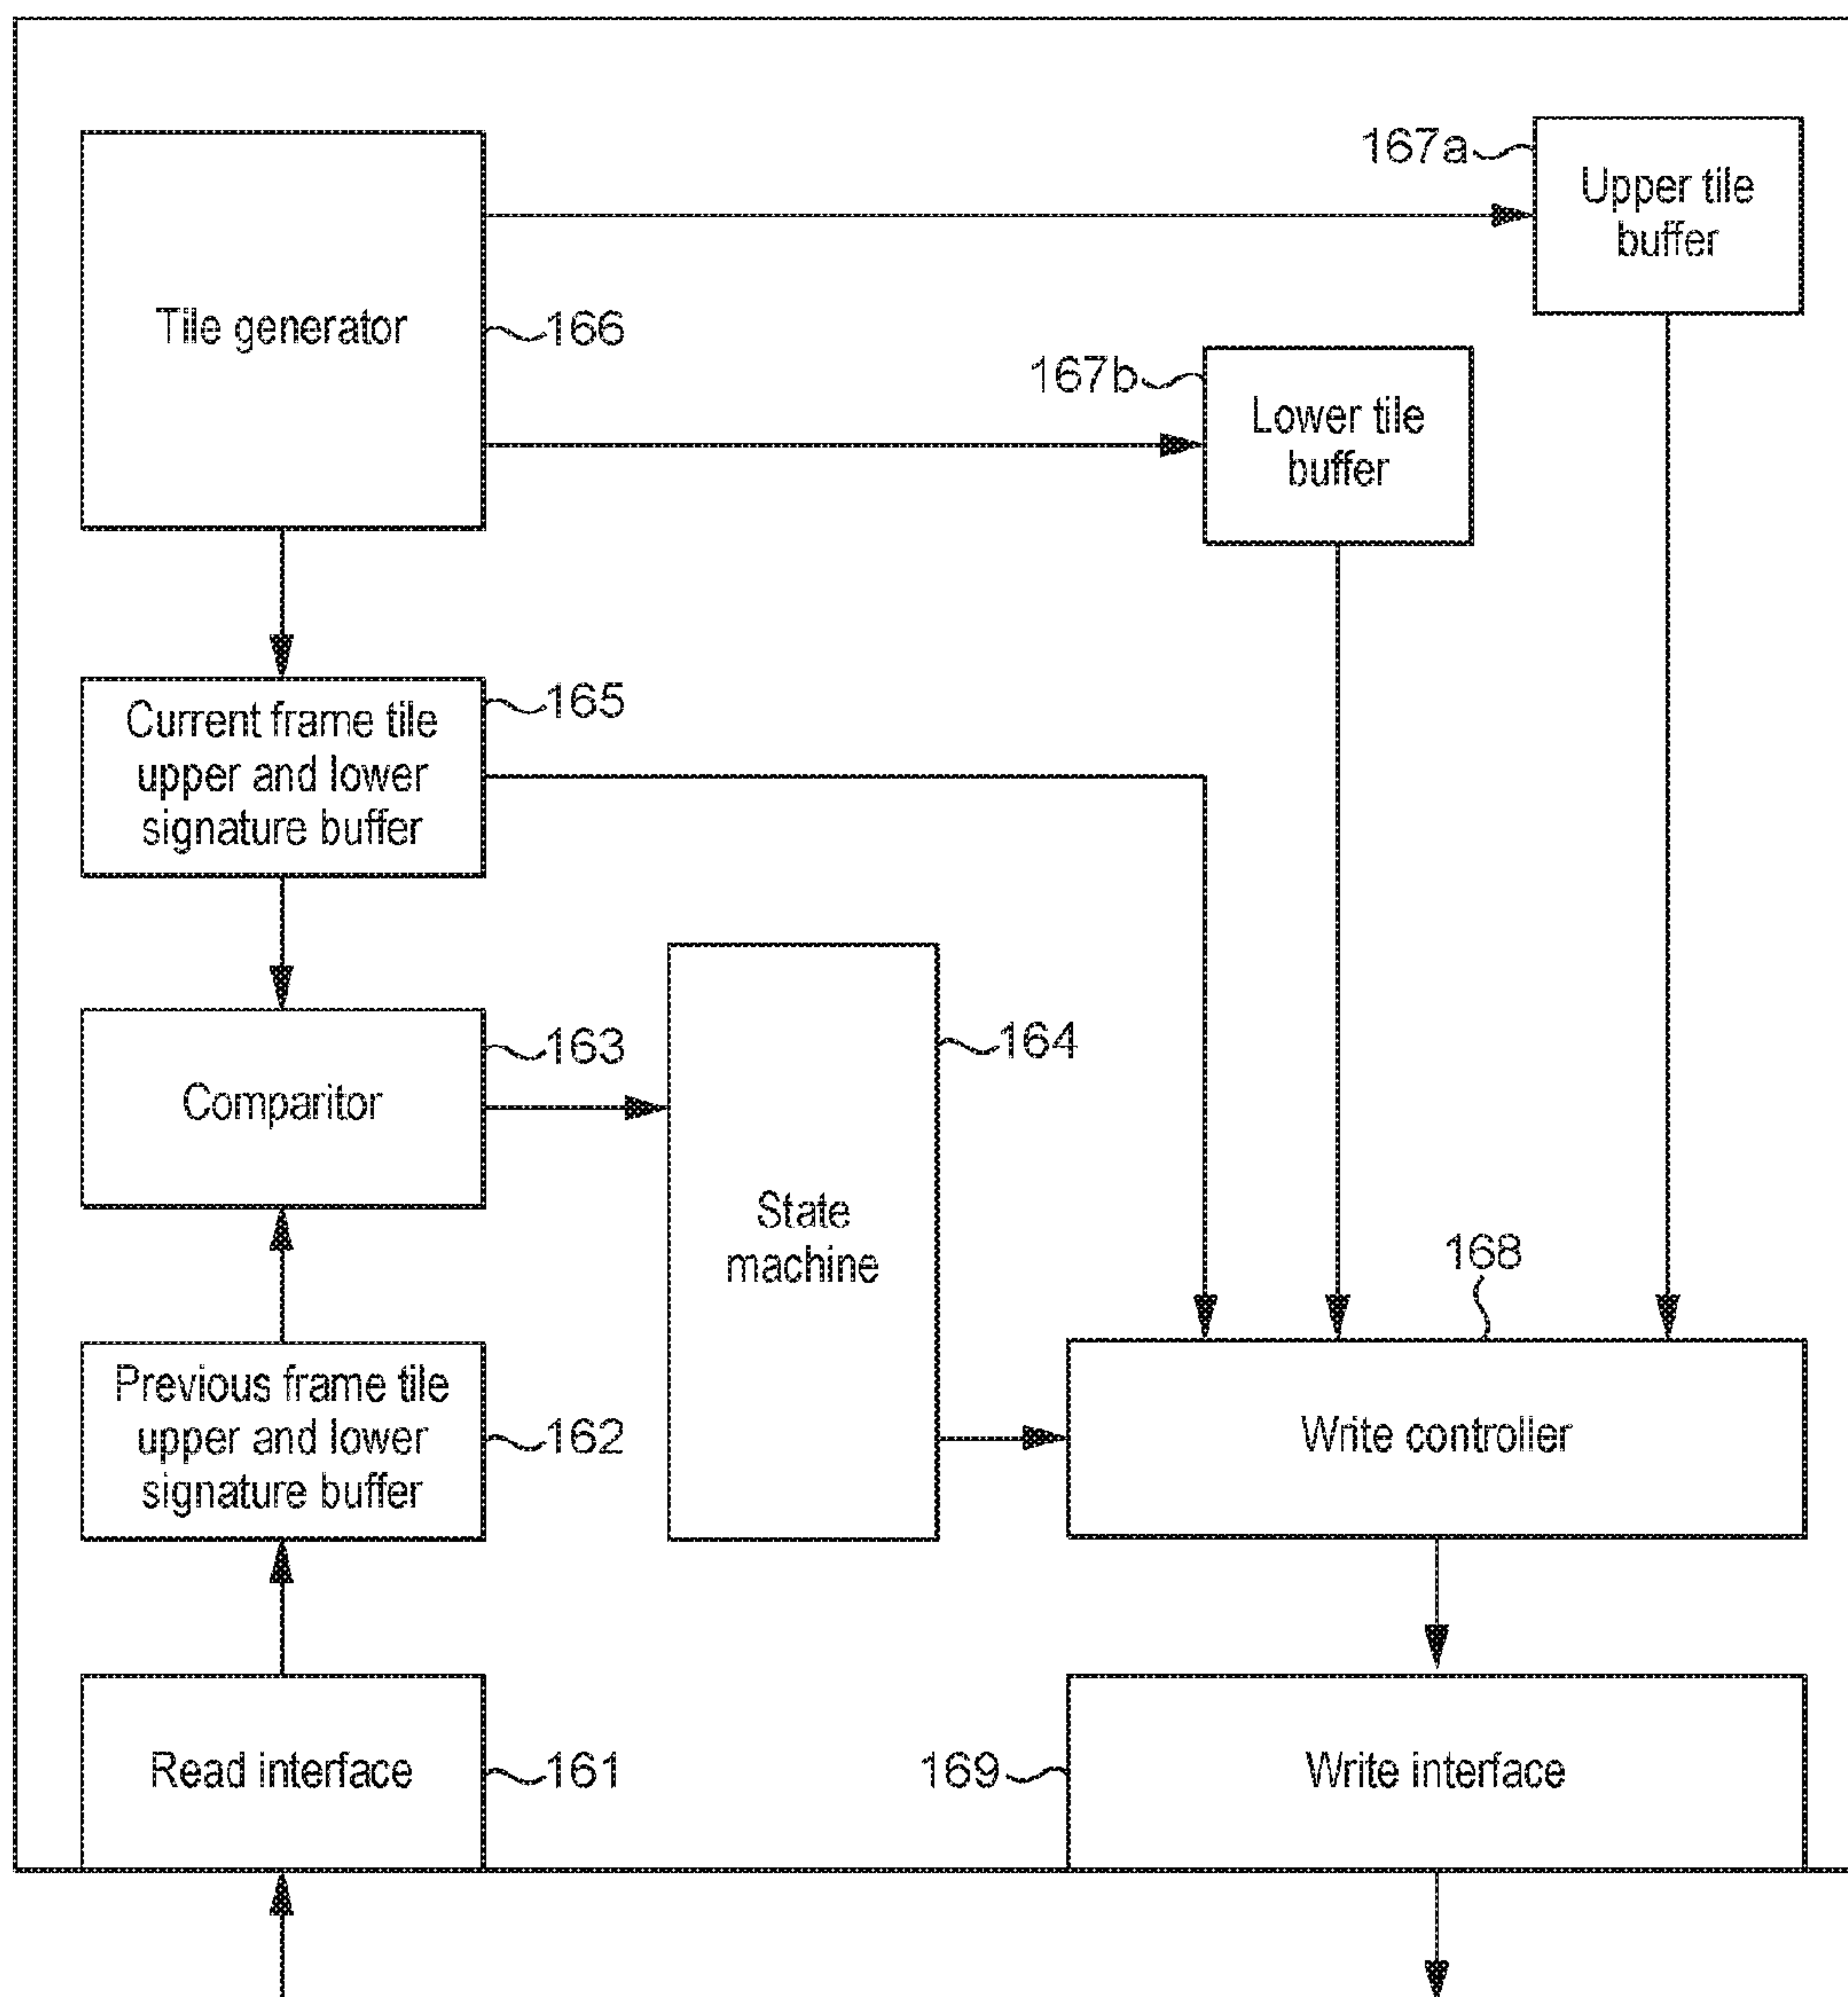 167a
Upper tile
buffer
Tile generator
166
167b
Lower tile
buffer
Current frame tile
upper and lower
signature buffer
165
Comparitor
163
164
State
machine
168
Previous frame tile
upper and lower
signature buffer
162
Write controller
Read interface
161
169
Write interface